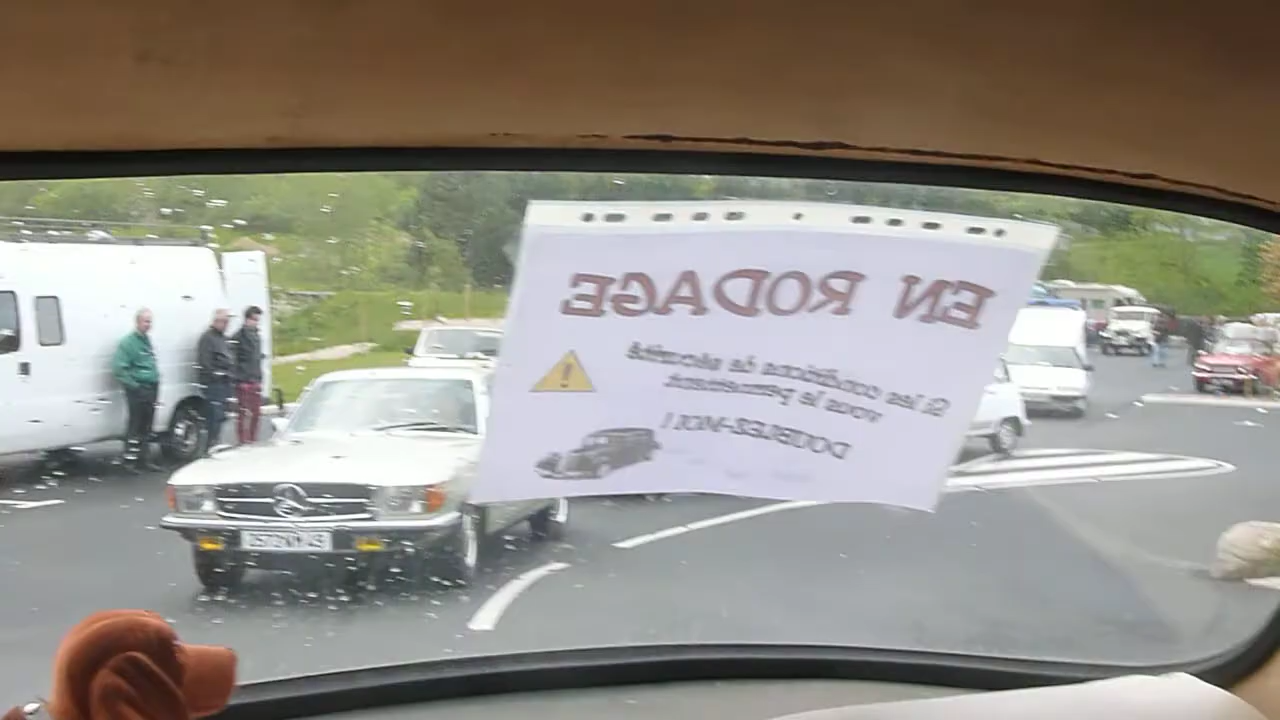 EN RODAGE
Si les conditions de sécurité
vous le permettent
DOUBLEZ-MOI !